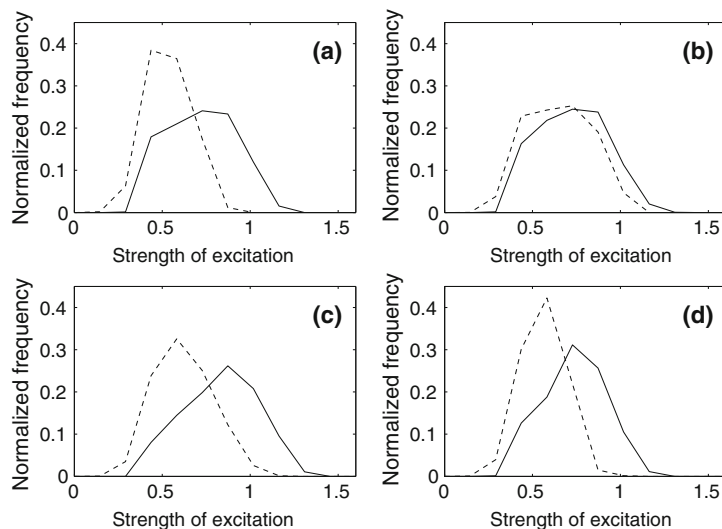 (a)
Normalized frequency
0.4
0.3
0.2
0.1
0
0 0.5 1 1.5
Strength of excitation
(b)
Normalized frequency
0.4
0.3
0.2
0.1
0
0 0.5 1 1.5
Strength of excitation
(c)
Normalized frequency
0.4
0.3
0.2
0.1
0
0 0.5 1 1.5
Strength of excitation
(d)
Normalized frequency
0.4
0.3
0.2
0.1
0
0 0.5 1 1.5
Strength of excitation